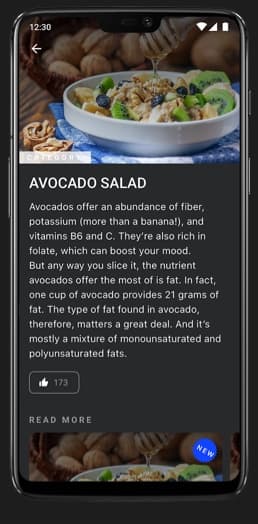 12:30
CATEGORY
AVOCADO SALAD
Avocados offer an abundance of fiber,
potassium (more than a banana!), and
vitamins B6 and C. They're also rich in
folate, which can boost your mood.
But any way you slice it, the nutrient
avocados offer the most of is fat. In fact,
one cup of avocado provides 21 grams of
fat. The type of fat found in avocado,
therefore, matters a great deal. And it's
mostly a mixture of monounsaturated and
polyunsaturated fats.
173
READ MORE
NEW